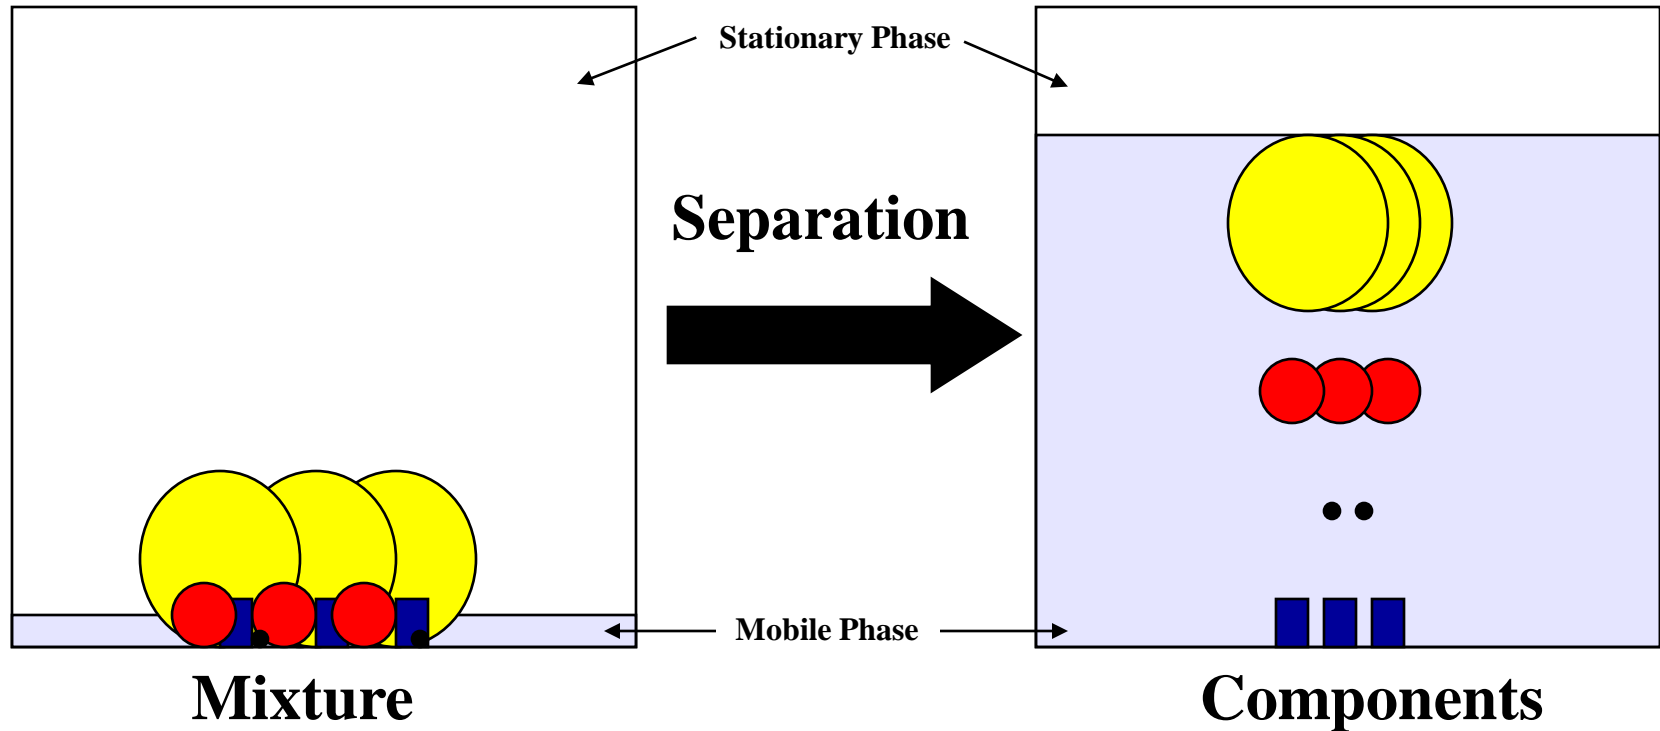 Stationary Phase
Separation
Mobile Phase
Mixture
Components